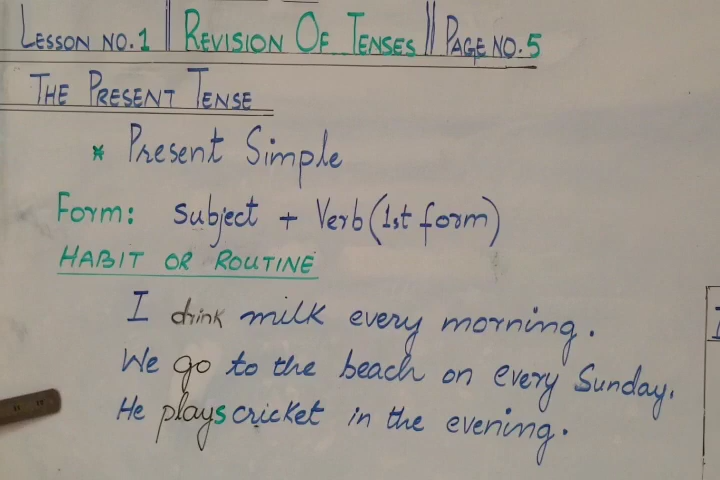 LESSON NO. 1 || REVISION OF TENSES || PAGE NO. 5
THE PRESENT TENSE
* Present Simple
Form: Subject + Verb (1st form)
HABIT OR ROUTINE
I drink milk every morning.
We go to the beach on every Sunday.
He plays cricket in the evening.